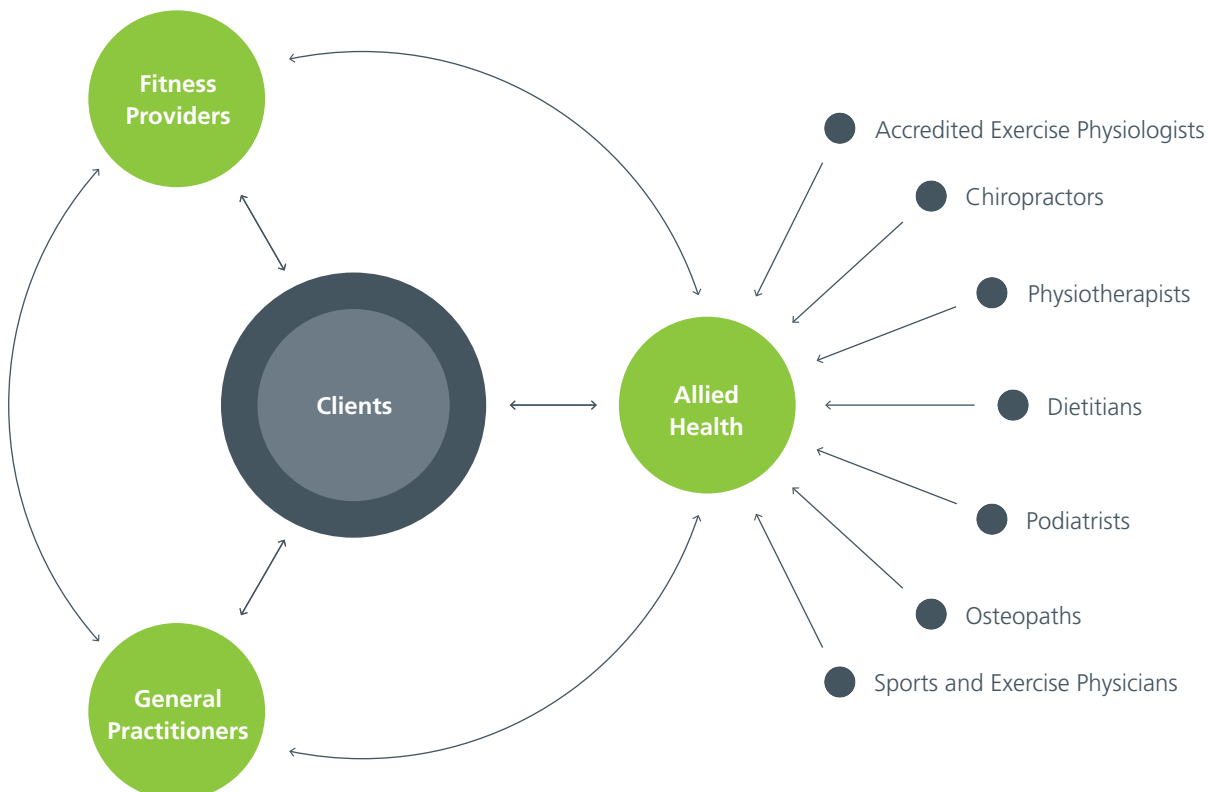 Fitness
Providers
Accredited Exercise Physiologists
Chiropractors
Physiotherapists
Clients
Allied
Health
Dietitians
Podiatrists
Osteopaths
Sports and Exercise Physicians
General
Practitioners